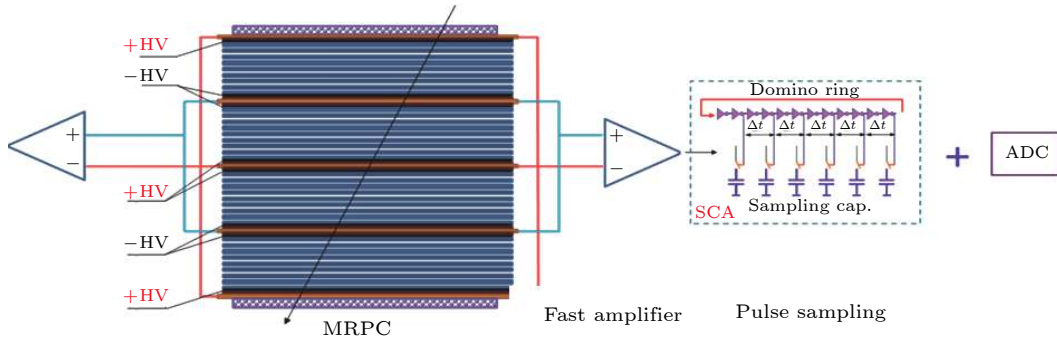 +HV
−HV
+HV
−HV
+HV
+
−
+
−
MRPC
Fast amplifier
Domino ring
Δt Δt Δt Δt Δt
Sampling cap.
SCA
Pulse sampling
+
ADC